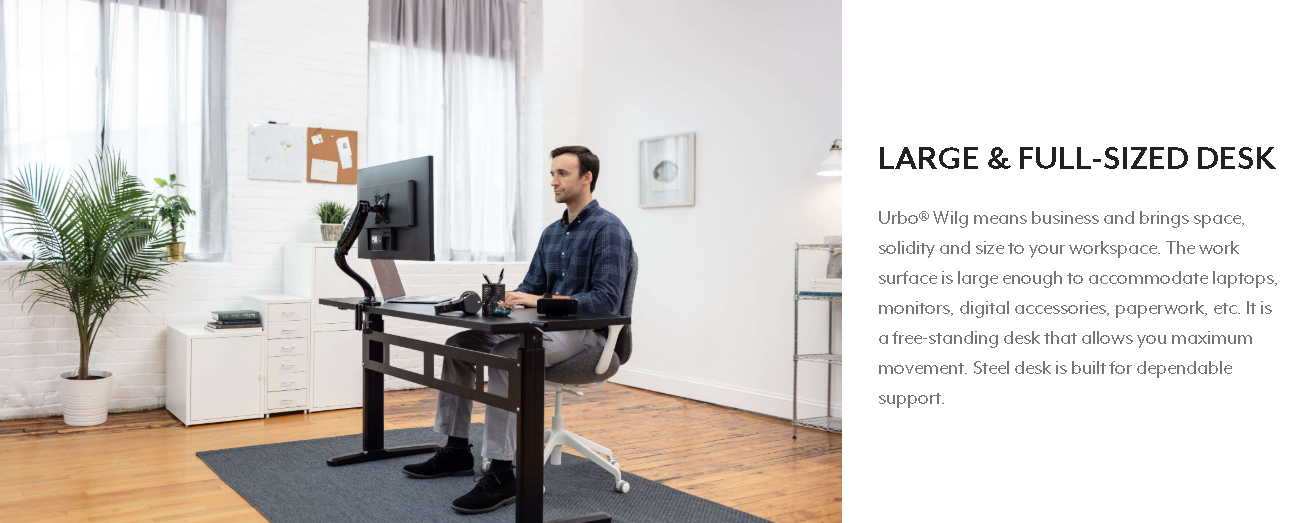 LARGE & FULL-SIZED DESK
Urbo® Wilg means business and brings space,
solidity and size to your workspace. The work
surface is large enough to accommodate laptops,
monitors, digital accessories, paperwork, etc. It is
a free-standing desk that allows you maximum
movement. Steel desk is built for dependable
support.